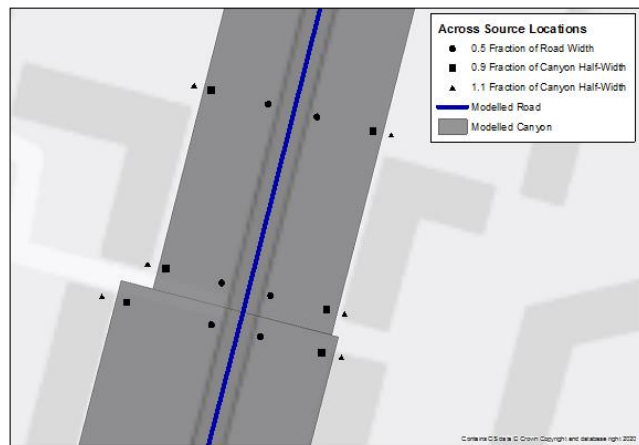 Across Source Locations
0.5 Fraction of Road Width
0.9 Fraction of Canyon Half-Width
1.1 Fraction of Canyon Half-Width
Modelled Road
Modelled Canyon
Contains OS data © Crown Copyright and database right 2020